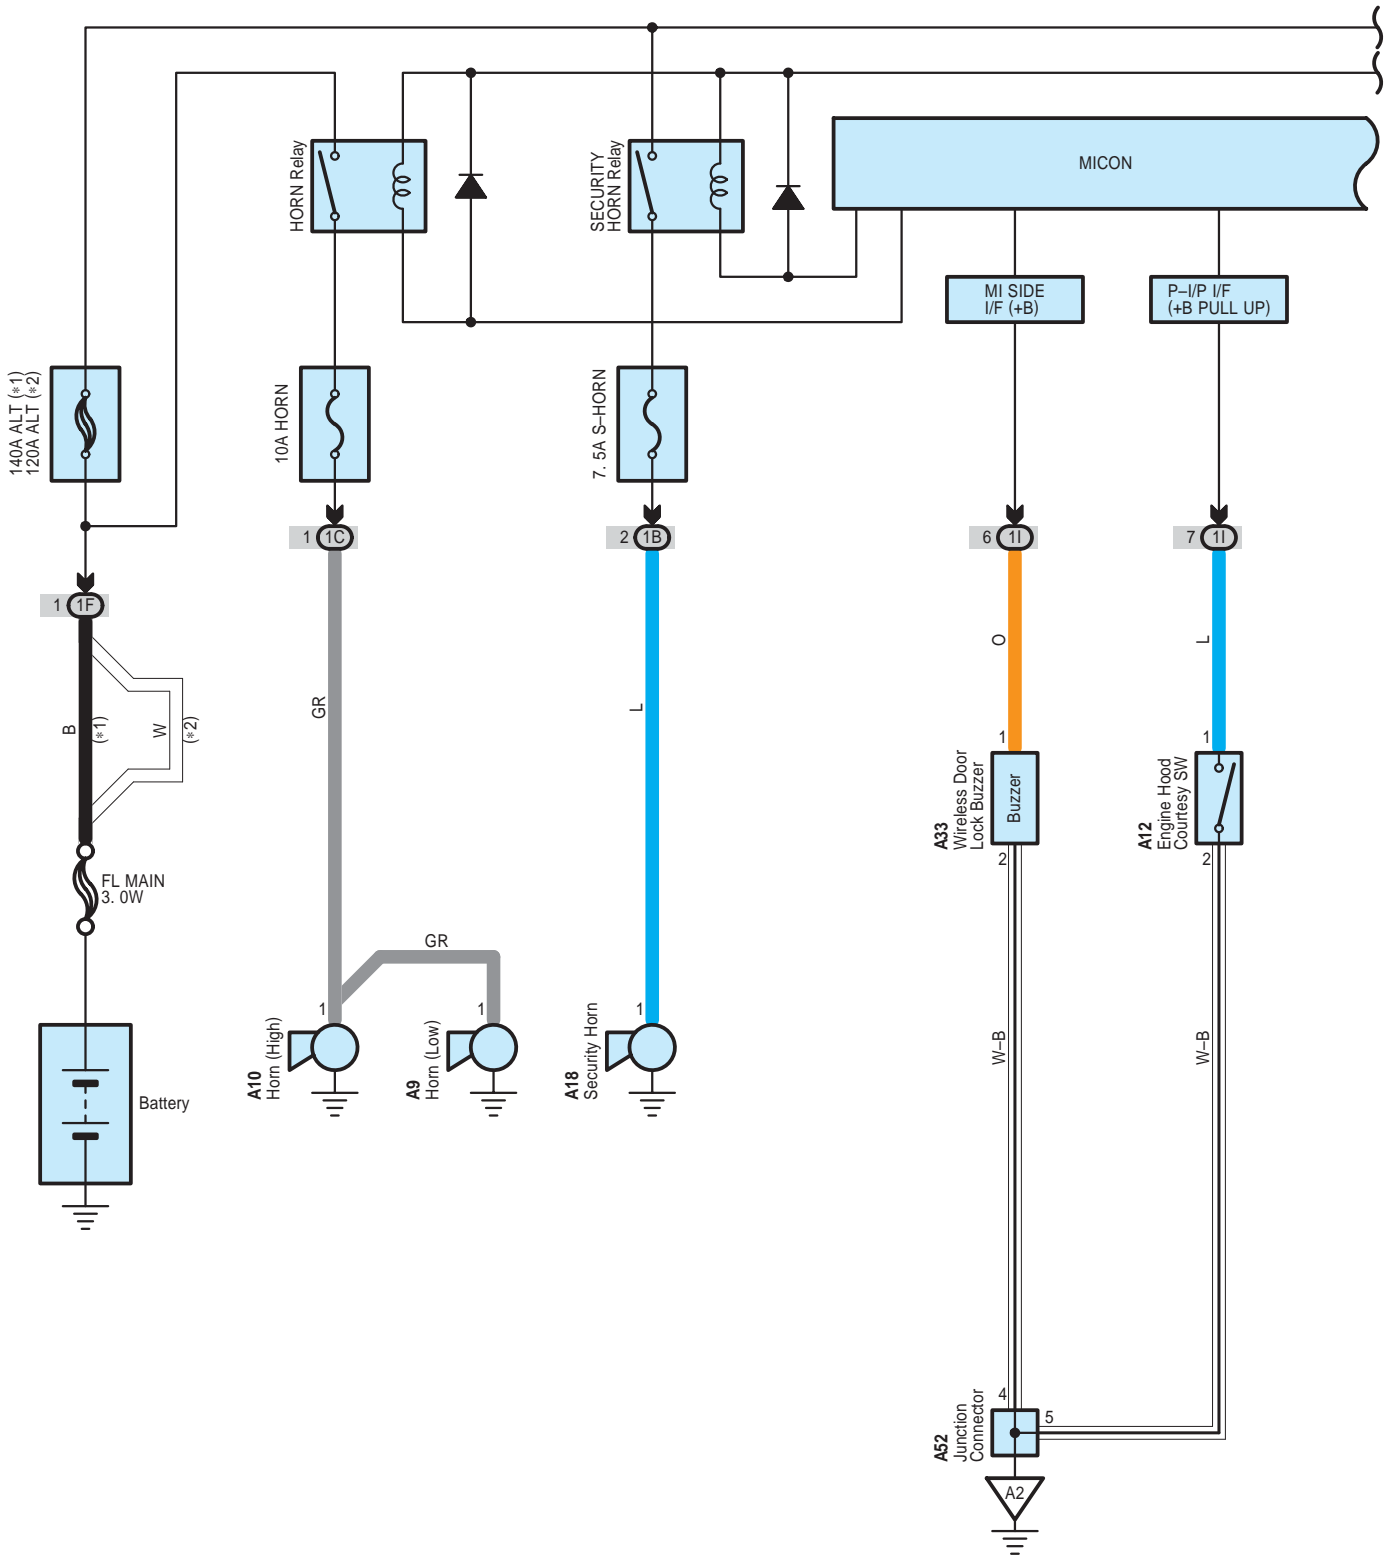 HORN Relay
SECURITY
HORN Relay
MICON
MI SIDE
I/F (+B)
P–I/P I/F
(+B PULL UP)
140A ALT (*1)
120A ALT (*2)
10A HORN
7. 5A S–HORN
1 1C
2 1B
6 1I
7 1I
1 1F
B
(*1)
W
(*2)
GR
L
O
L
1
1
A33
Wireless Door
Lock Buzzer
Buzzer
A12
Engine Hood
Courtesy SW
2
2
FL MAIN
3. 0W
GR
1
1
1
A10
Horn (High)
A9
Horn (Low)
A18
Security Horn
W–B
W–B
Battery
4
5
A52
Junction
Connector
A2